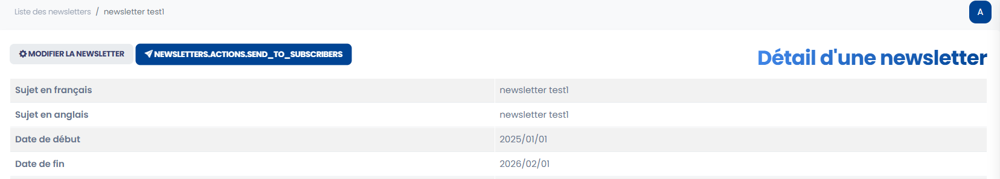 Liste des newsletters / newsletter test1
A
MODIFIER LA NEWSLETTER
NEWSLETTERS.ACTIONS.SEND_TO_SUBSCRIBERS
Détail d'une newsletter
Sujet en français newsletter test1
Sujet en anglais newsletter test1
Date de début 2025/01/01
Date de fin 2026/02/01